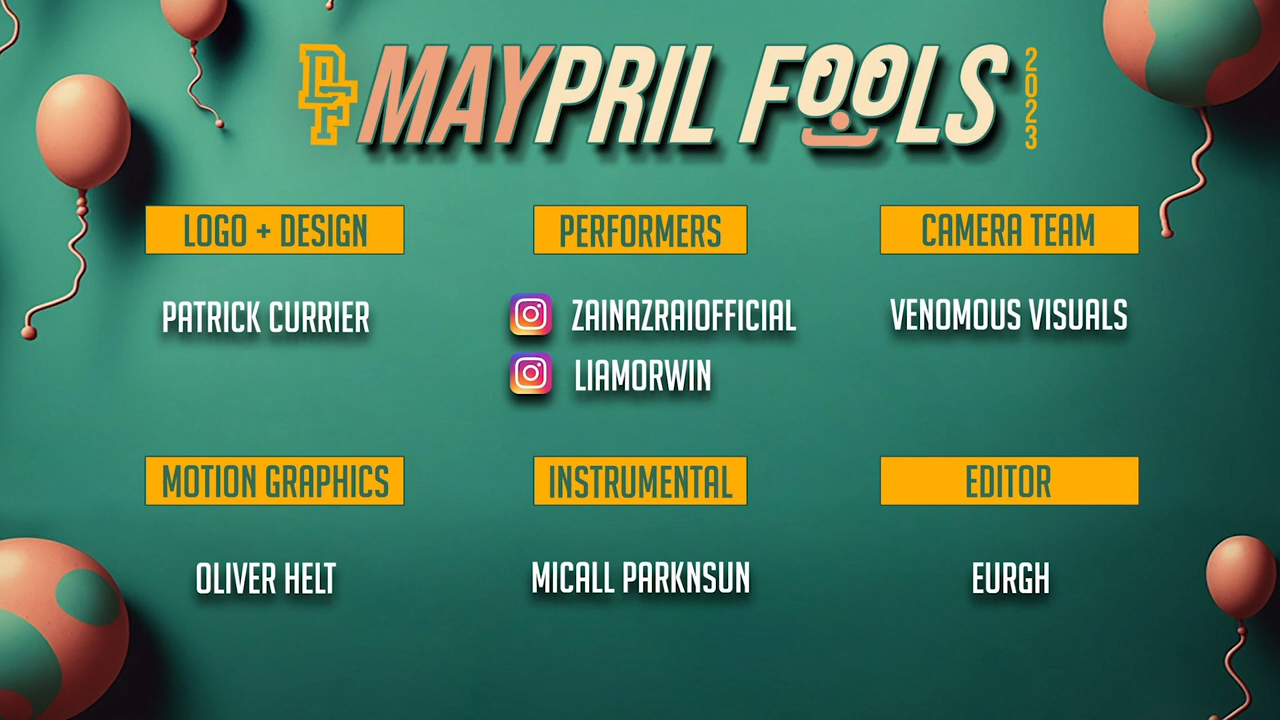 DF MAYPRIL FOOLS 2023
LOGO + DESIGN
PATRICK CURRIER
PERFORMERS
ZAINAZRAIOFFICIAL
LIAMORWIN
CAMERA TEAM
VENOMOUS VISUALS
MOTION GRAPHICS
OLIVER HELT
INSTRUMENTAL
MICALL PARKNSUN
EDITOR
EURGH